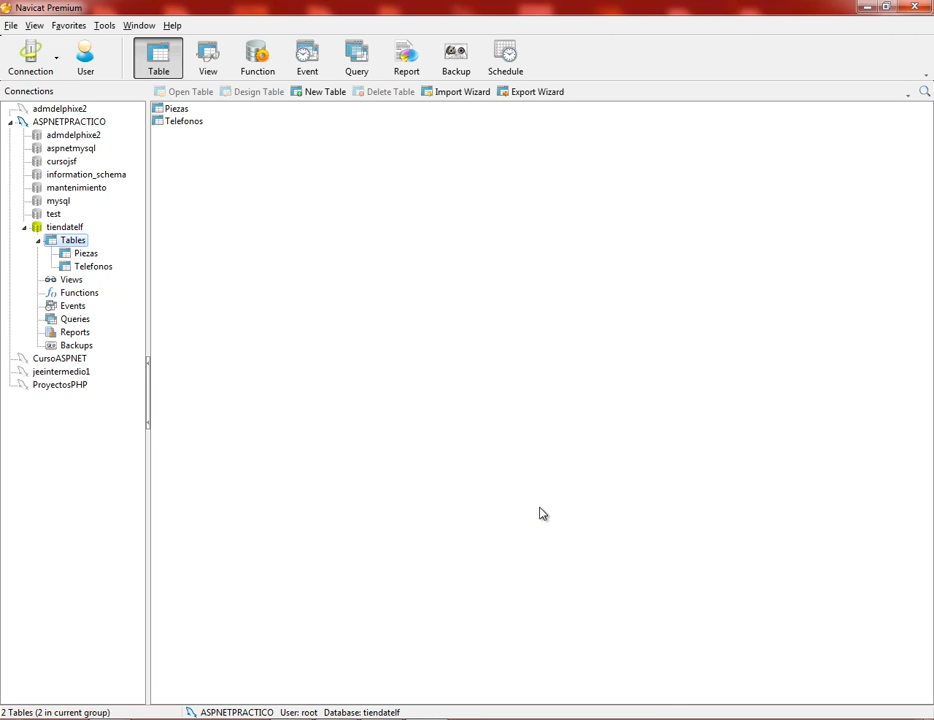 Navicat Premium
File View Favorites Tools Window Help
Connection User Table View Function Event Query Report Backup Schedule
Connections Open Table Design Table New Table Delete Table Import Wizard Export Wizard
admdelphixe2
ASPNETPRACTICO
admdelphixe2
aspnetmysql
cursojsf
information_schema
mantenimiento
mysql
test
tiendatelf
Tables
Piezas
Telefonos
Views
Functions
Events
Queries
Reports
Backups
CursoASPNET
jeeintermedio1
ProyectosPHP
Piezas
Telefonos
2 Tables (2 in current group) ASPNETPRACTICO User: root Database: tiendatelf